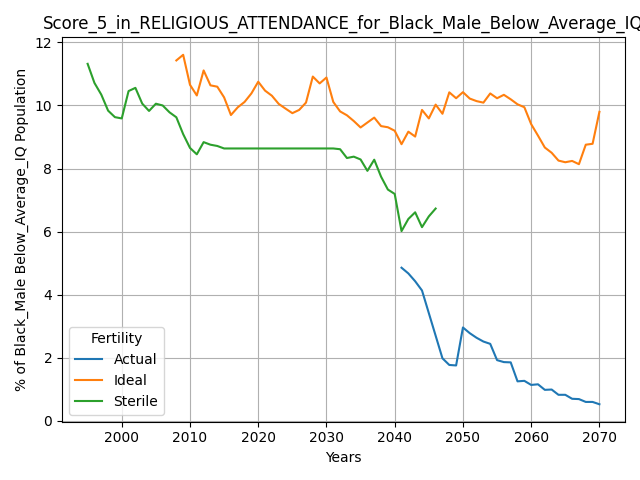 Score_5_in_RELIGIOUS_ATTENDANCE_for_Black_Male_Below_Average_IQ
% of Black_Male Below_Average_IQ Population
12
10
8
6
4
2
0
Fertility
Actual
Ideal
Sterile
2000 2010 2020 2030 2040 2050 2060 2070
Years